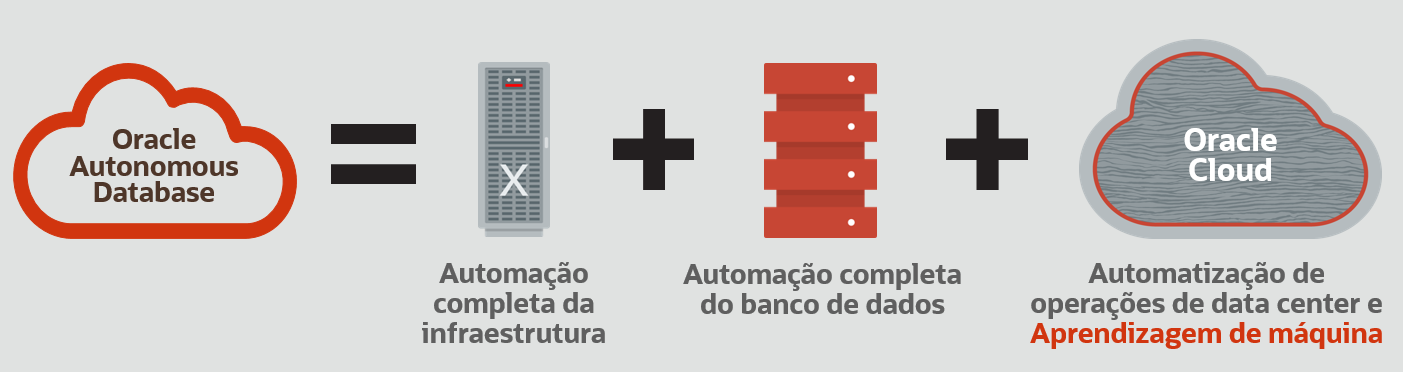 Oracle
Autonomous
Database
X
Automação
completa da
infraestrutura
Automação completa
do banco de dados
Oracle
Cloud
Automatização de
operações de data center e
Aprendizagem de máquina